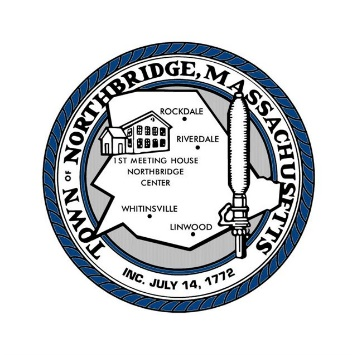 TOWN OF NORTHBRIDGE, MASSACHUSETTS
ROCKDALE
RIVERDALE
1ST MEETING HOUSE
NORTHBRIDGE
CENTER
WHITINSVILLE
LINWOOD
INC. JULY 14, 1772